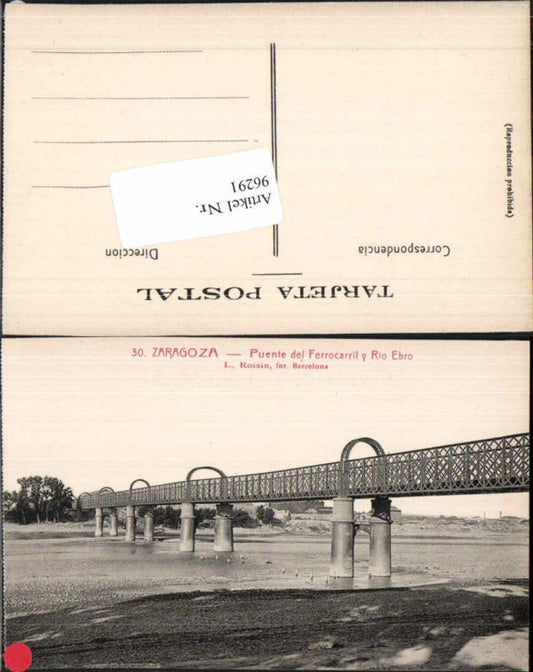 TARJETA POSTAL
Correspondencia
Direccion
Artikel Nr.
96291
(Reproduccion prohibida)
30. ZARAGOZA — Puente del Ferrocarril y Rio Ebro
L. Roisin, fot. Barcelona